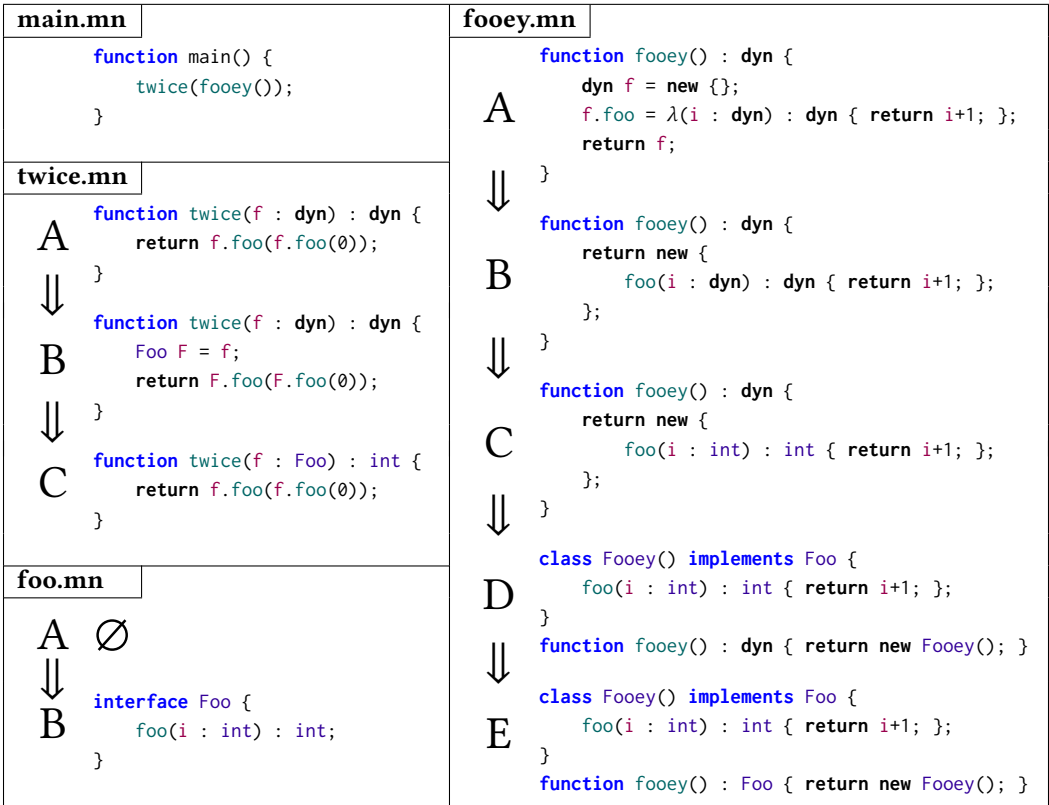 main.mn
function main() {
twice(fooey());
}
twice.mn
A
function twice(f : dyn) : dyn {
return f.foo(f.foo(0));
}
⇓
B
function twice(f : dyn) : dyn {
Foo F = f;
return F.foo(F.foo(0));
}
⇓
C
function twice(f : Foo) : int {
return f.foo(f.foo(0));
}
foo.mn
A ∅
⇓
B
interface Foo {
foo(i : int) : int;
}
fooey.mn
A
function fooey() : dyn {
dyn f = new {};
f.foo = λ(i : dyn) : dyn { return i+1; };
return f;
}
⇓
B
function fooey() : dyn {
return new {
foo(i : dyn) : dyn { return i+1; };
};
}
⇓
C
function fooey() : dyn {
return new {
foo(i : int) : int { return i+1; };
};
}
⇓
D
class Fooey() implements Foo {
foo(i : int) : int { return i+1; };
}
function fooey() : dyn { return new Fooey(); }
⇓
E
class Fooey() implements Foo {
foo(i : int) : int { return i+1; };
}
function fooey() : Foo { return new Fooey(); }